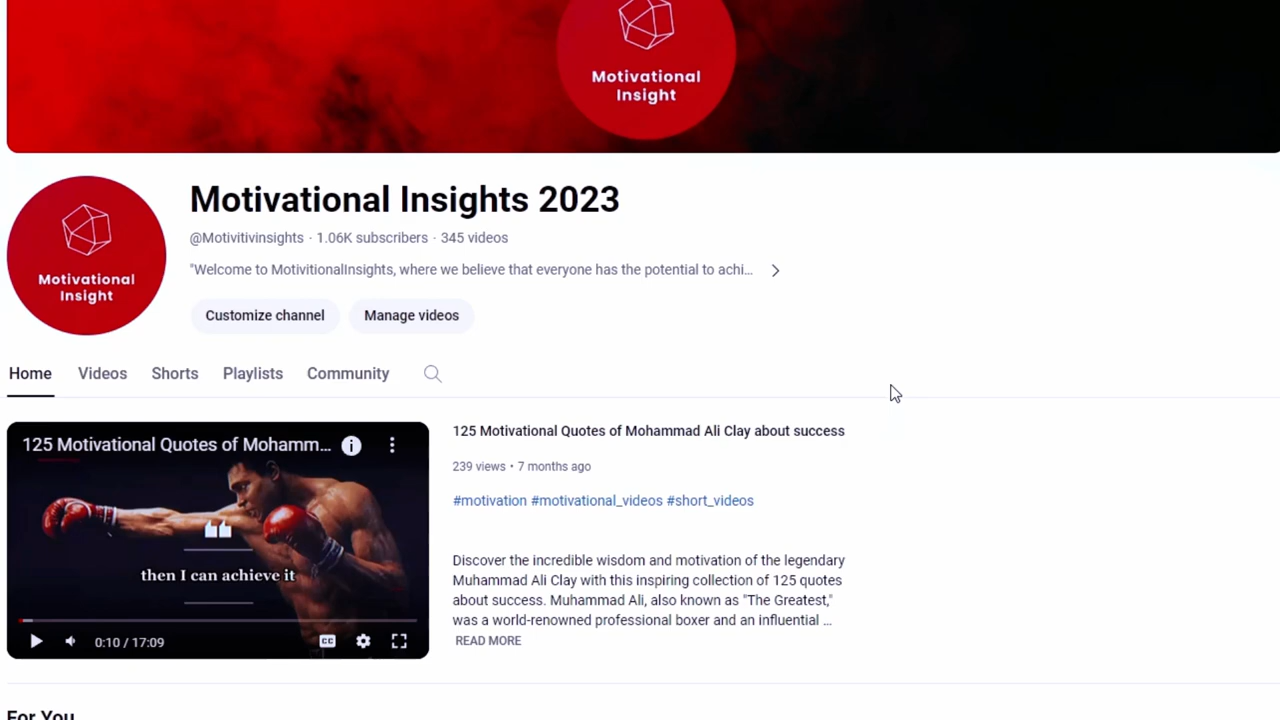 Motivational
Insight
Motivational Insights 2023
@Motivitivinsights · 1.06K subscribers · 345 videos
"Welcome to MotivitionalInsights, where we believe that everyone has the potential to achi...
Motivational
Insight
Customize channel
Manage videos
Home
Videos
Shorts
Playlists
Community
125 Motivational Quotes of Mohamm...
then I can achieve it
0:10 / 17:09
CC
125 Motivational Quotes of Mohammad Ali Clay about success
239 views • 7 months ago
#motivation #motivational_videos #short_videos
Discover the incredible wisdom and motivation of the legendary
Muhammad Ali Clay with this inspiring collection of 125 quotes
about success. Muhammad Ali, also known as "The Greatest,"
was a world-renowned professional boxer and an influential ...
READ MORE
For You